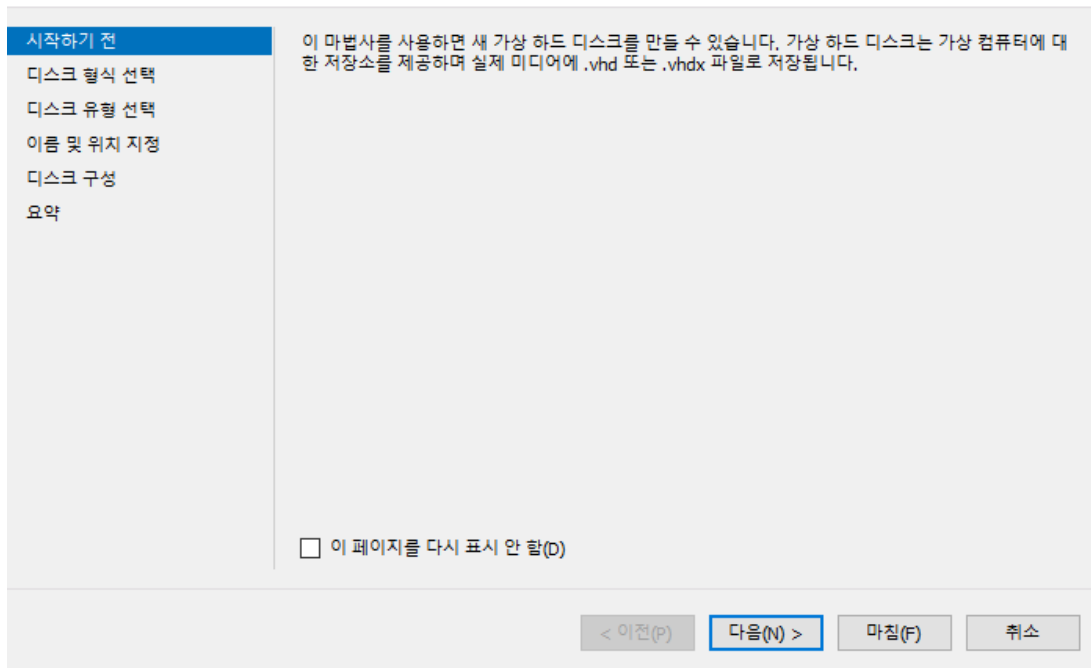 시작하기 전
디스크 형식 선택
디스크 유형 선택
이름 및 위치 지정
디스크 구성
요약
이 마법사를 사용하면 새 가상 하드 디스크를 만들 수 있습니다. 가상 하드 디스크는 가상 컴퓨터에 대
한 저장소를 제공하며 실제 미디어에 .vhd 또는 .vhdx 파일로 저장됩니다.
이 페이지를 다시 표시 안 함(D)
< 이전(P) 다음(N) > 마침(F) 취소